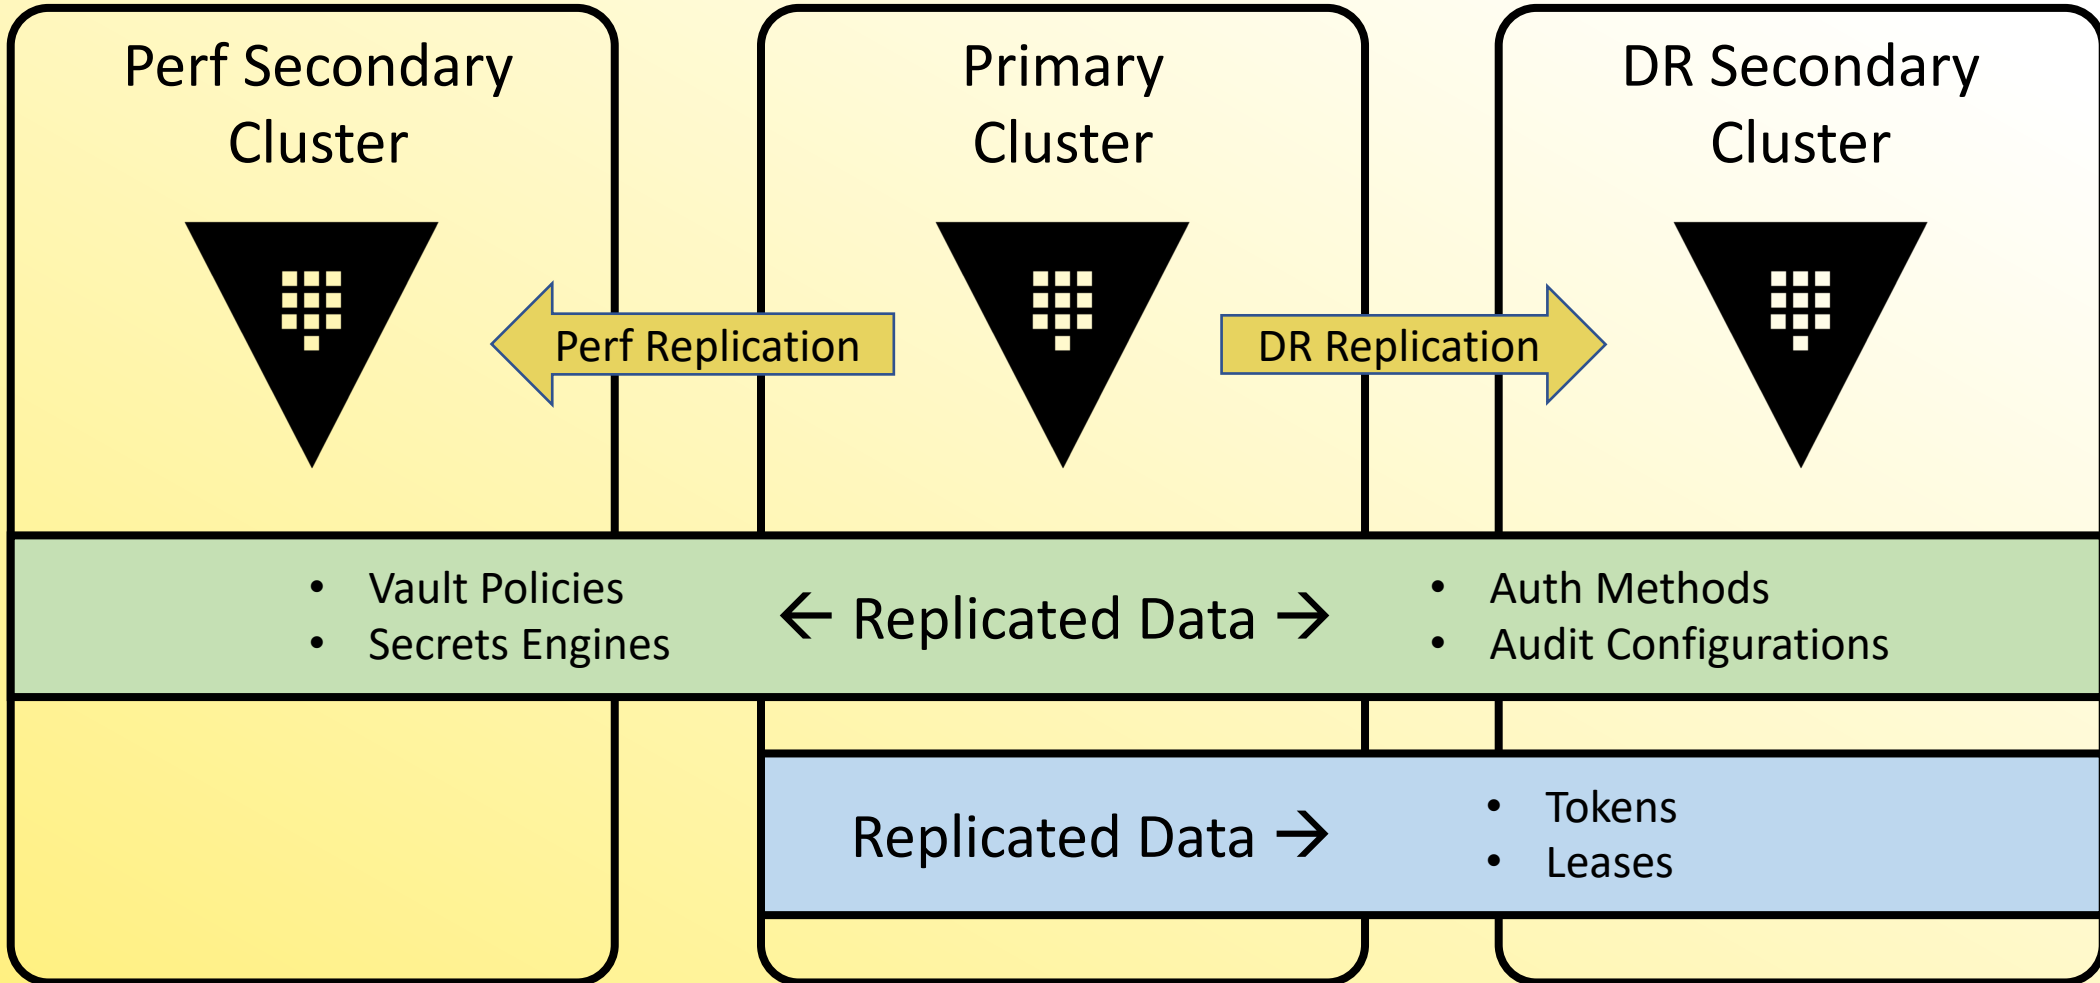 Perf Secondary
Cluster
Primary
Cluster
DR Secondary
Cluster
Perf Replication
DR Replication
• Vault Policies
• Secrets Engines
← Replicated Data →
• Auth Methods
• Audit Configurations
Replicated Data →
• Tokens
• Leases